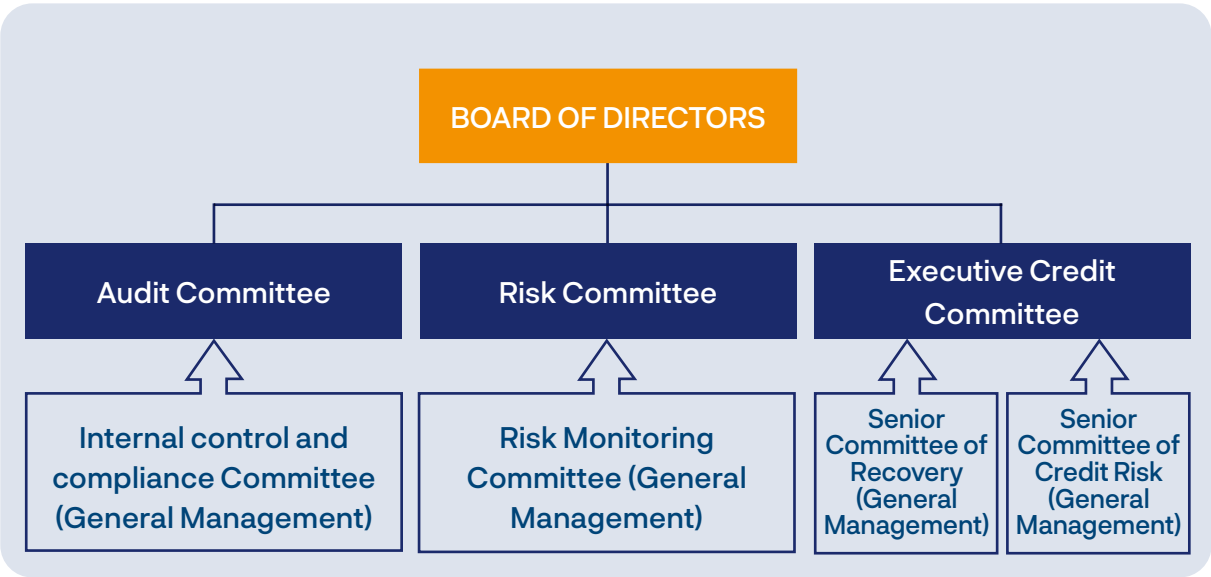 BOARD OF DIRECTORS
Audit Committee
Risk Committee
Executive Credit
Committee
Internal control and
compliance Committee
(General Management)
Risk Monitoring
Committee (General
Management)
Senior
Committee of
Recovery
(General
Management)
Senior
Committee of
Credit Risk
(General
Management)